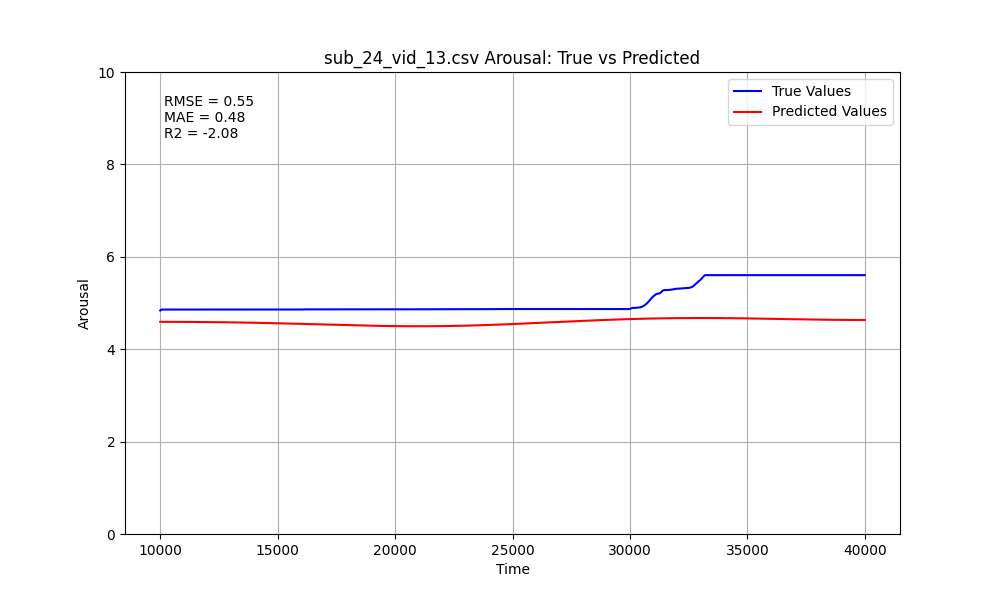 sub_24_vid_13.csv Arousal: True vs Predicted
RMSE = 0.55
MAE = 0.48
R2 = -2.08
True Values
Predicted Values
Arousal
10
8
6
4
2
0
10000 15000 20000 25000 30000 35000 40000
Time